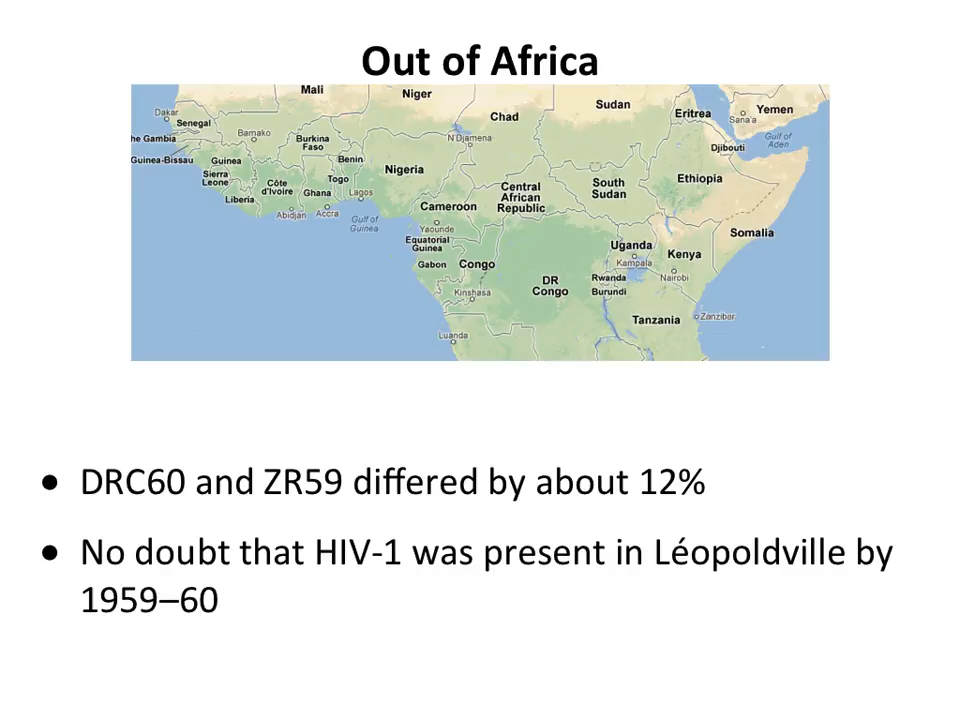 Out of Africa
Mali
Niger
Chad
Sudan
Eritrea
Yemen
Sana'a
Dakar
Senegal
he Gambia
Bamako
Burkina
Faso
N'Djamena
Djibouti
Gulf of
Aden
Guinea-Bissau
Guinea
Benin
Nigeria
Sierra
Leone
Côte
d'Ivoire
Togo
Ghana
Lagos
Liberia
Abidjan
Accra
Gulf of
Guinea
Cameroon
Central
African
Republic
South
Sudan
Ethiopia
Yaounde
Equatorial
Guinea
Somalia
Uganda
Kampala
Kenya
Gabon
Congo
DR
Congo
Rwanda
Burundi
Nairobi
Kinshasa
Tanzania
Zanzibar
Luanda
• DRC60 and ZR59 differed by about 12%
• No doubt that HIV-1 was present in Léopoldville by
1959–60